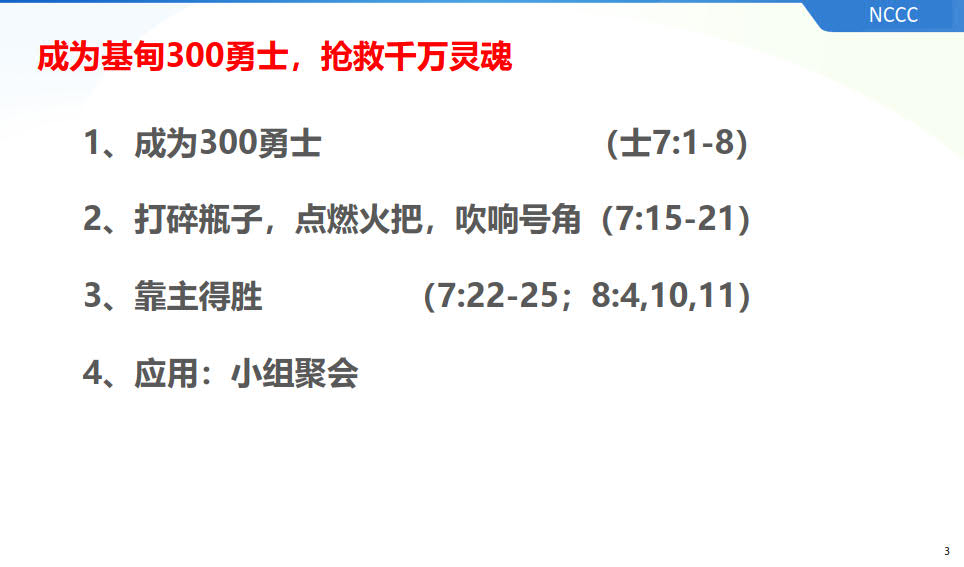 NCCC
成为基甸300勇士，抢救千万灵魂
1、成为300勇士 （士7:1-8）
2、打碎瓶子，点燃火把，吹响号角（7:15-21）
3、靠主得胜 （7:22-25；8:4,10,11）
4、应用：小组聚会
3